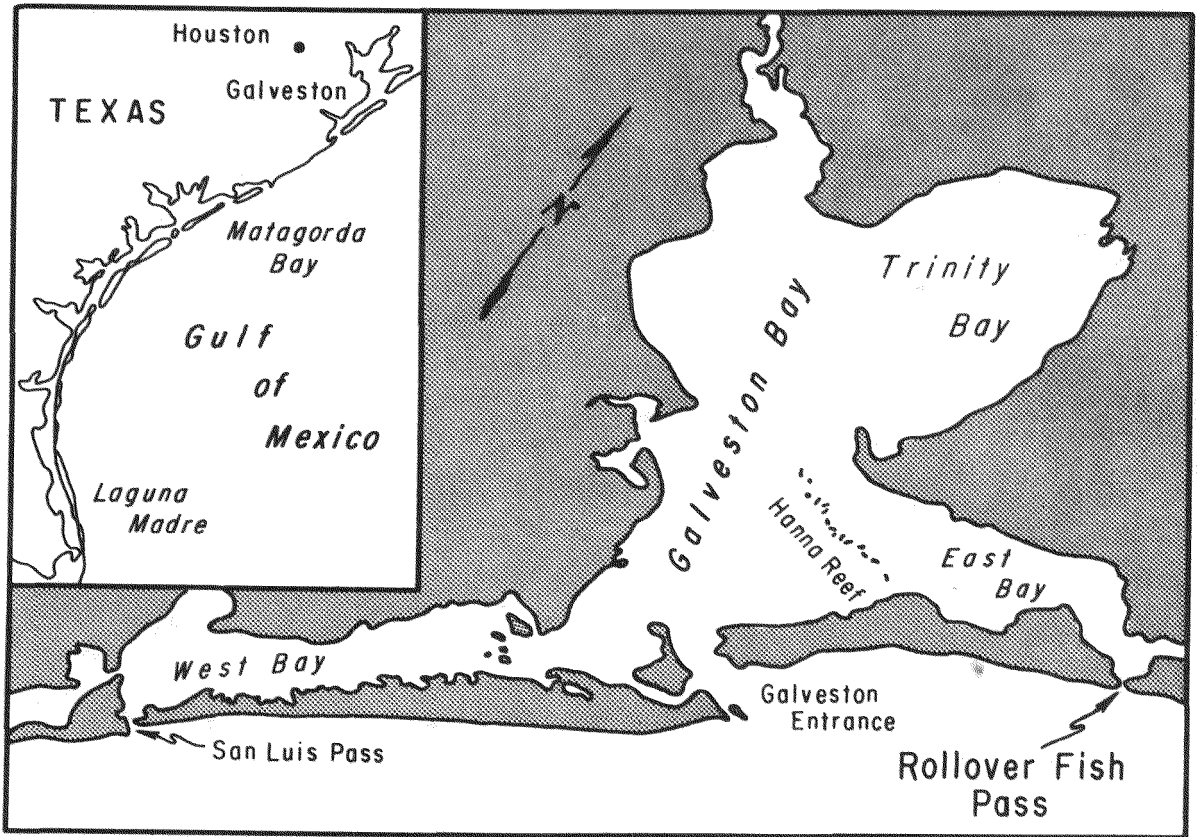 Houston
Galveston
TEXAS
Matagorda
Bay
Gulf
of
Mexico
Laguna
Madre
N
Trinity
Bay
Galveston Bay
Hanna Reef
East
Bay
West Bay
Galveston
Entrance
San Luis Pass
Rollover Fish
Pass